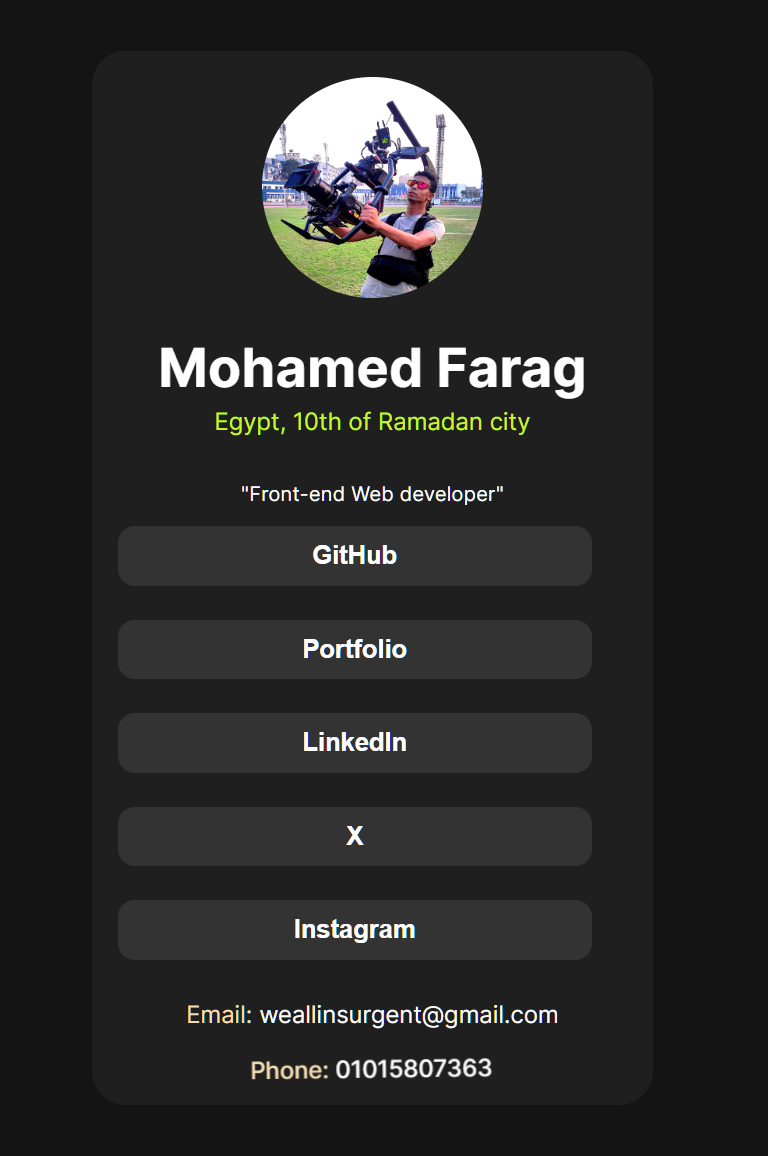 Mohamed Farag
Egypt, 10th of Ramadan city
"Front-end Web developer"
GitHub
Portfolio
LinkedIn
X
Instagram
Email: weallinsurgent@gmail.com
Phone: 01015807363